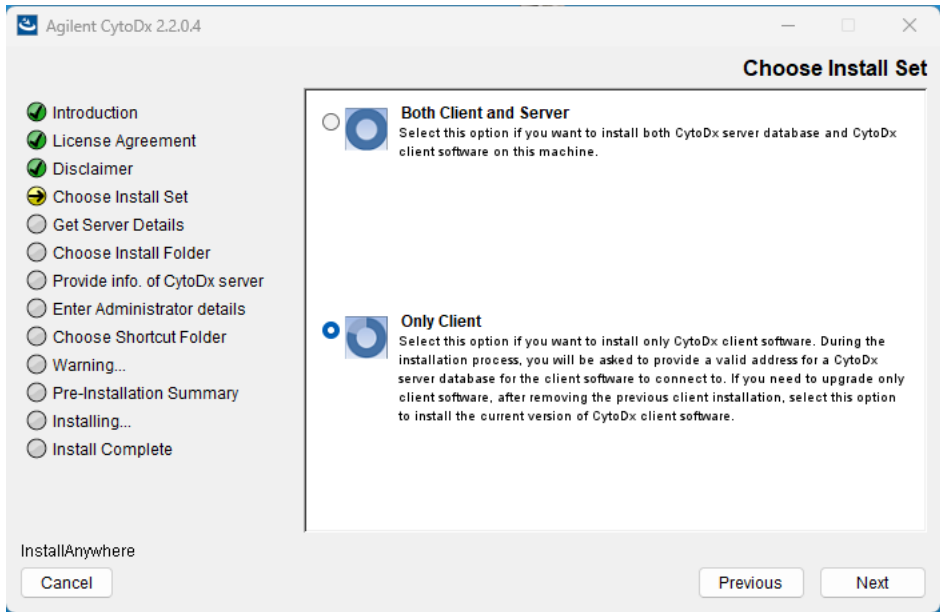 Agilent CytoDx 2.2.0.4
Choose Install Set
Introduction
License Agreement
Disclaimer
Choose Install Set
Get Server Details
Choose Install Folder
Provide info. of CytoDx server
Enter Administrator details
Choose Shortcut Folder
Warning...
Pre-Installation Summary
Installing...
Install Complete
Both Client and Server
Select this option if you want to install both CytoDx server database and CytoDx
client software on this machine.
Only Client
Select this option if you want to install only CytoDx client software. During the
installation process, you will be asked to provide a valid address for a CytoDx
server database for the client software to connect to. If you need to upgrade only
client software, after removing the previous client installation, select this option
to install the current version of CytoDx client software.
InstallAnywhere
Cancel
Previous
Next